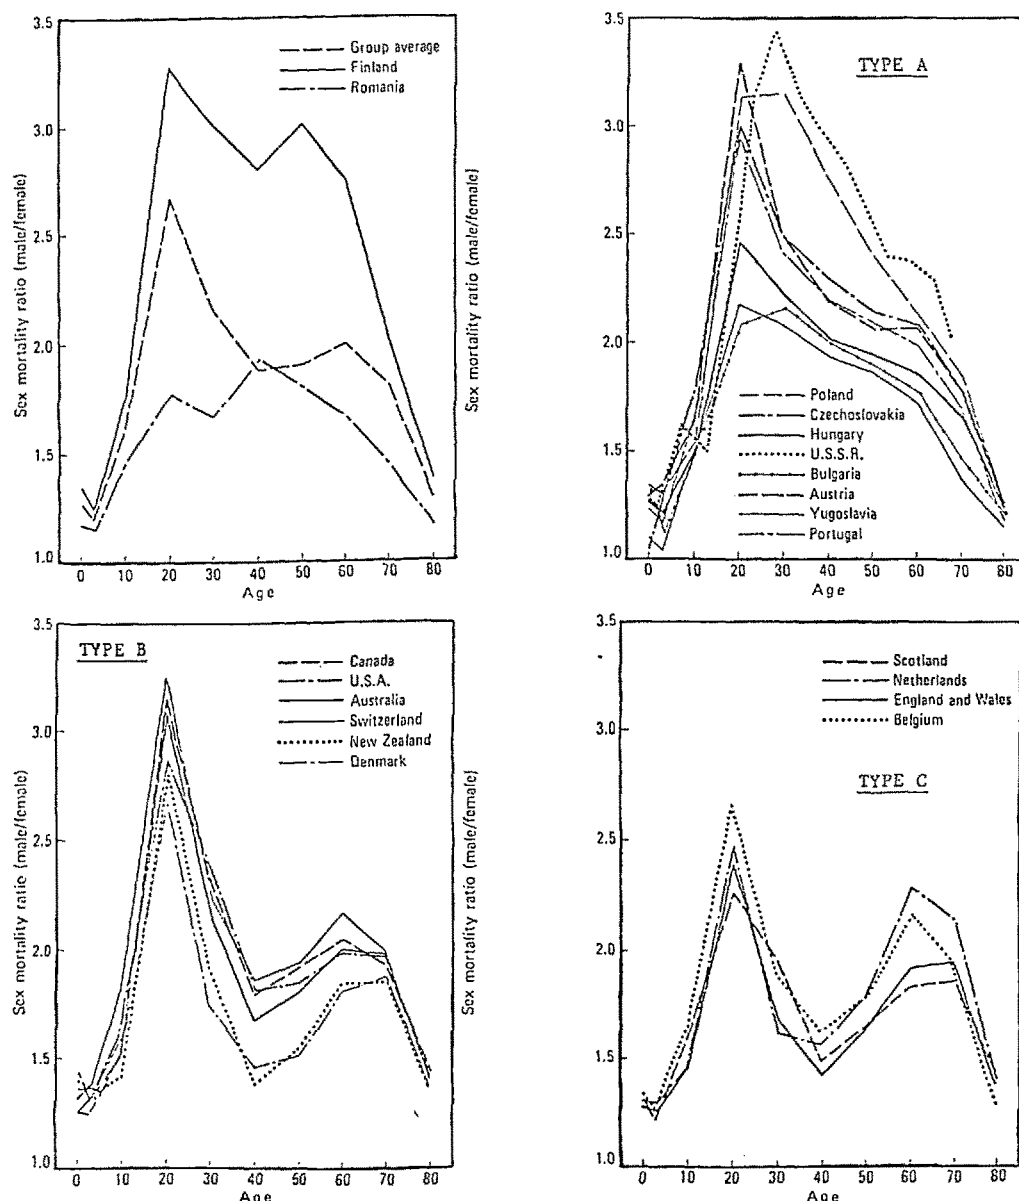 3.5
3.0
2.5
2.0
1.5
1.0
Sex mortality ratio (male/female)
Group average
Finland
Romania
0 10 20 30 40 50 60 70 80
Age
3.5
3.0
2.5
2.0
1.5
1.0
Sex mortality ratio (male/female)
TYPE A
Poland
Czechoslovakia
Hungary
U.S.S.R.
Bulgaria
Austria
Yugoslavia
Portugal
0 10 20 30 40 50 60 70 80
Age
3.5
3.0
2.5
2.0
1.5
1.0
Sex mortality ratio (male/female)
TYPE B
Canada
U.S.A.
Australia
Switzerland
New Zealand
Denmark
0 10 20 30 40 50 60 70 80
Age
3.5
3.0
2.5
2.0
1.5
1.0
Sex mortality ratio (male/female)
Scotland
Netherlands
England and Wales
Belgium
TYPE C
0 10 20 30 40 50 60 70 80
Age